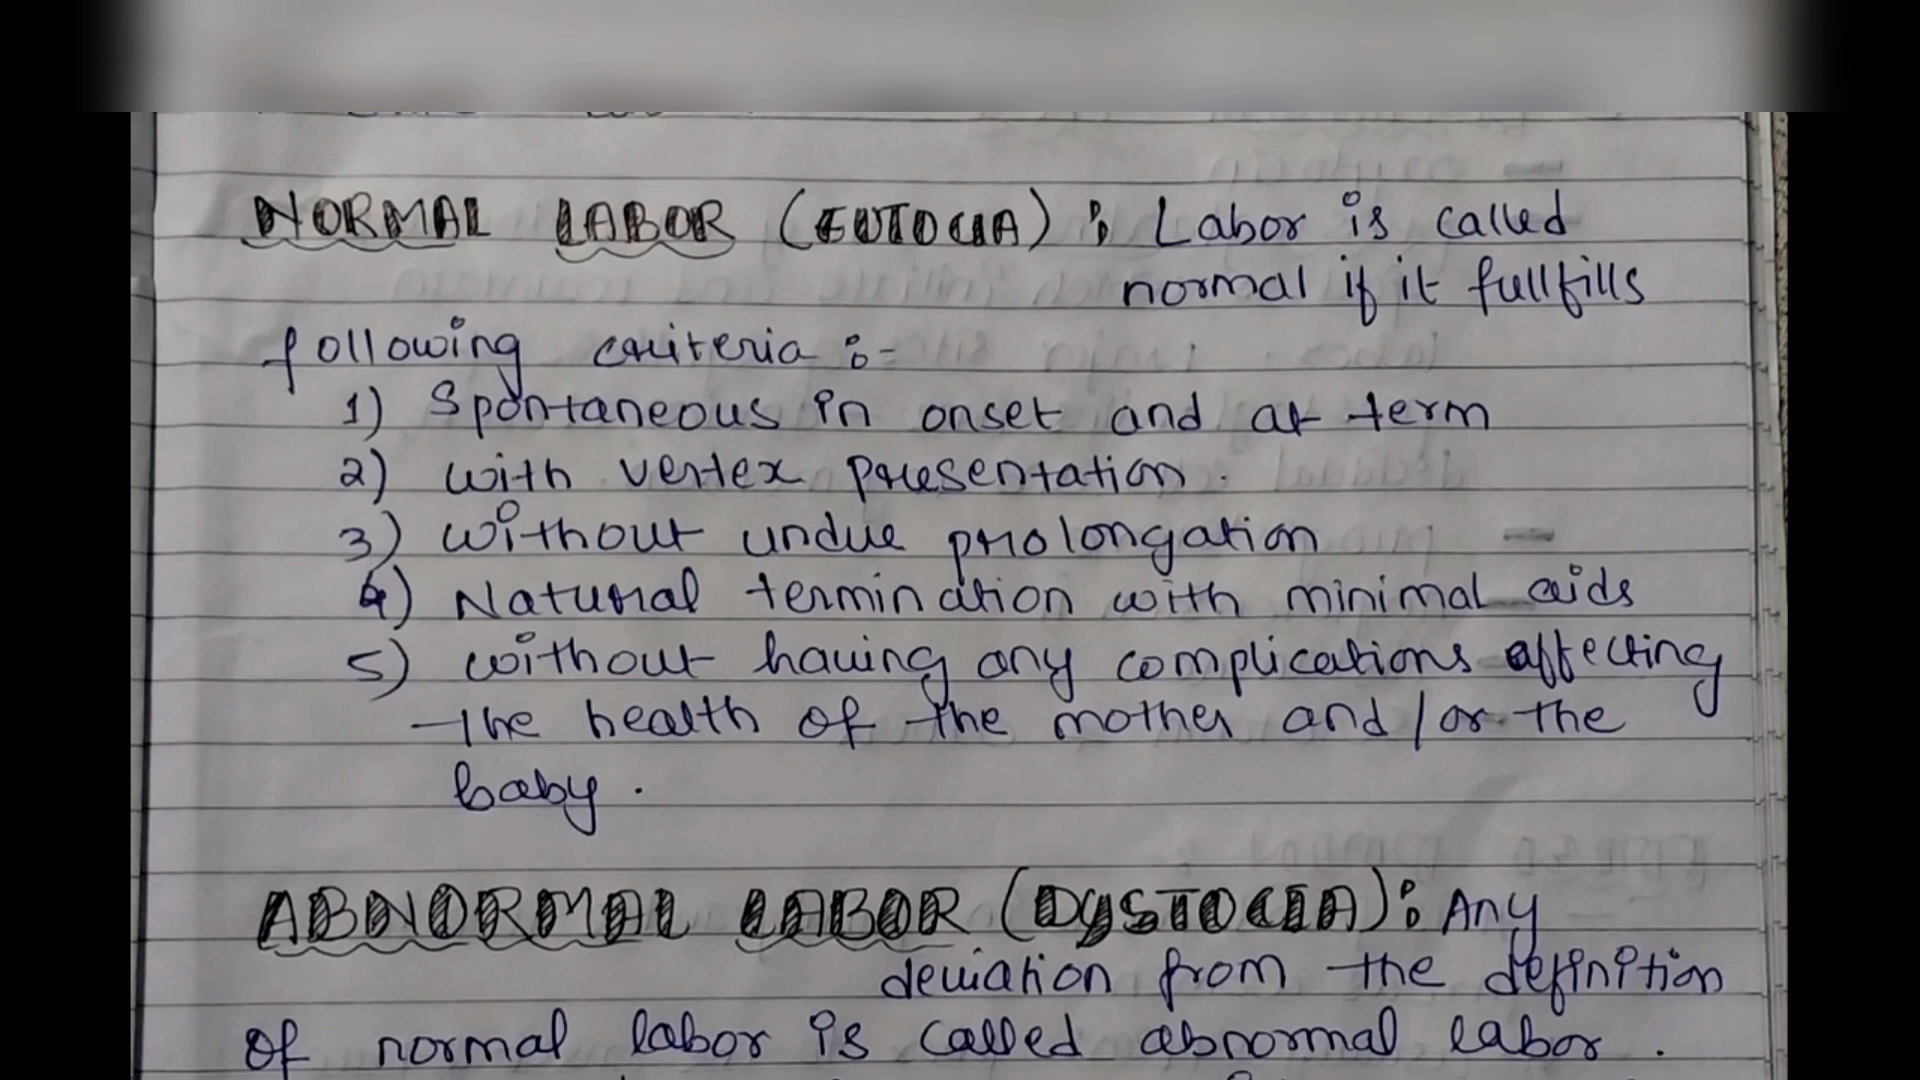 NORMAL LABOR (EUTOCIA) : Labor is called
normal if it fullfills
following criteria :-
1) Spontaneous in onset and at term
2) with vertex presentation.
3) without undue prolongation
4) Natural termination with minimal aids
5) without having any complications affecting
the health of the mother and/or the
baby.
ABNORMAL LABOR (DYSTOCIA) : Any
deviation from the definition
of normal labor is called abnormal labor.